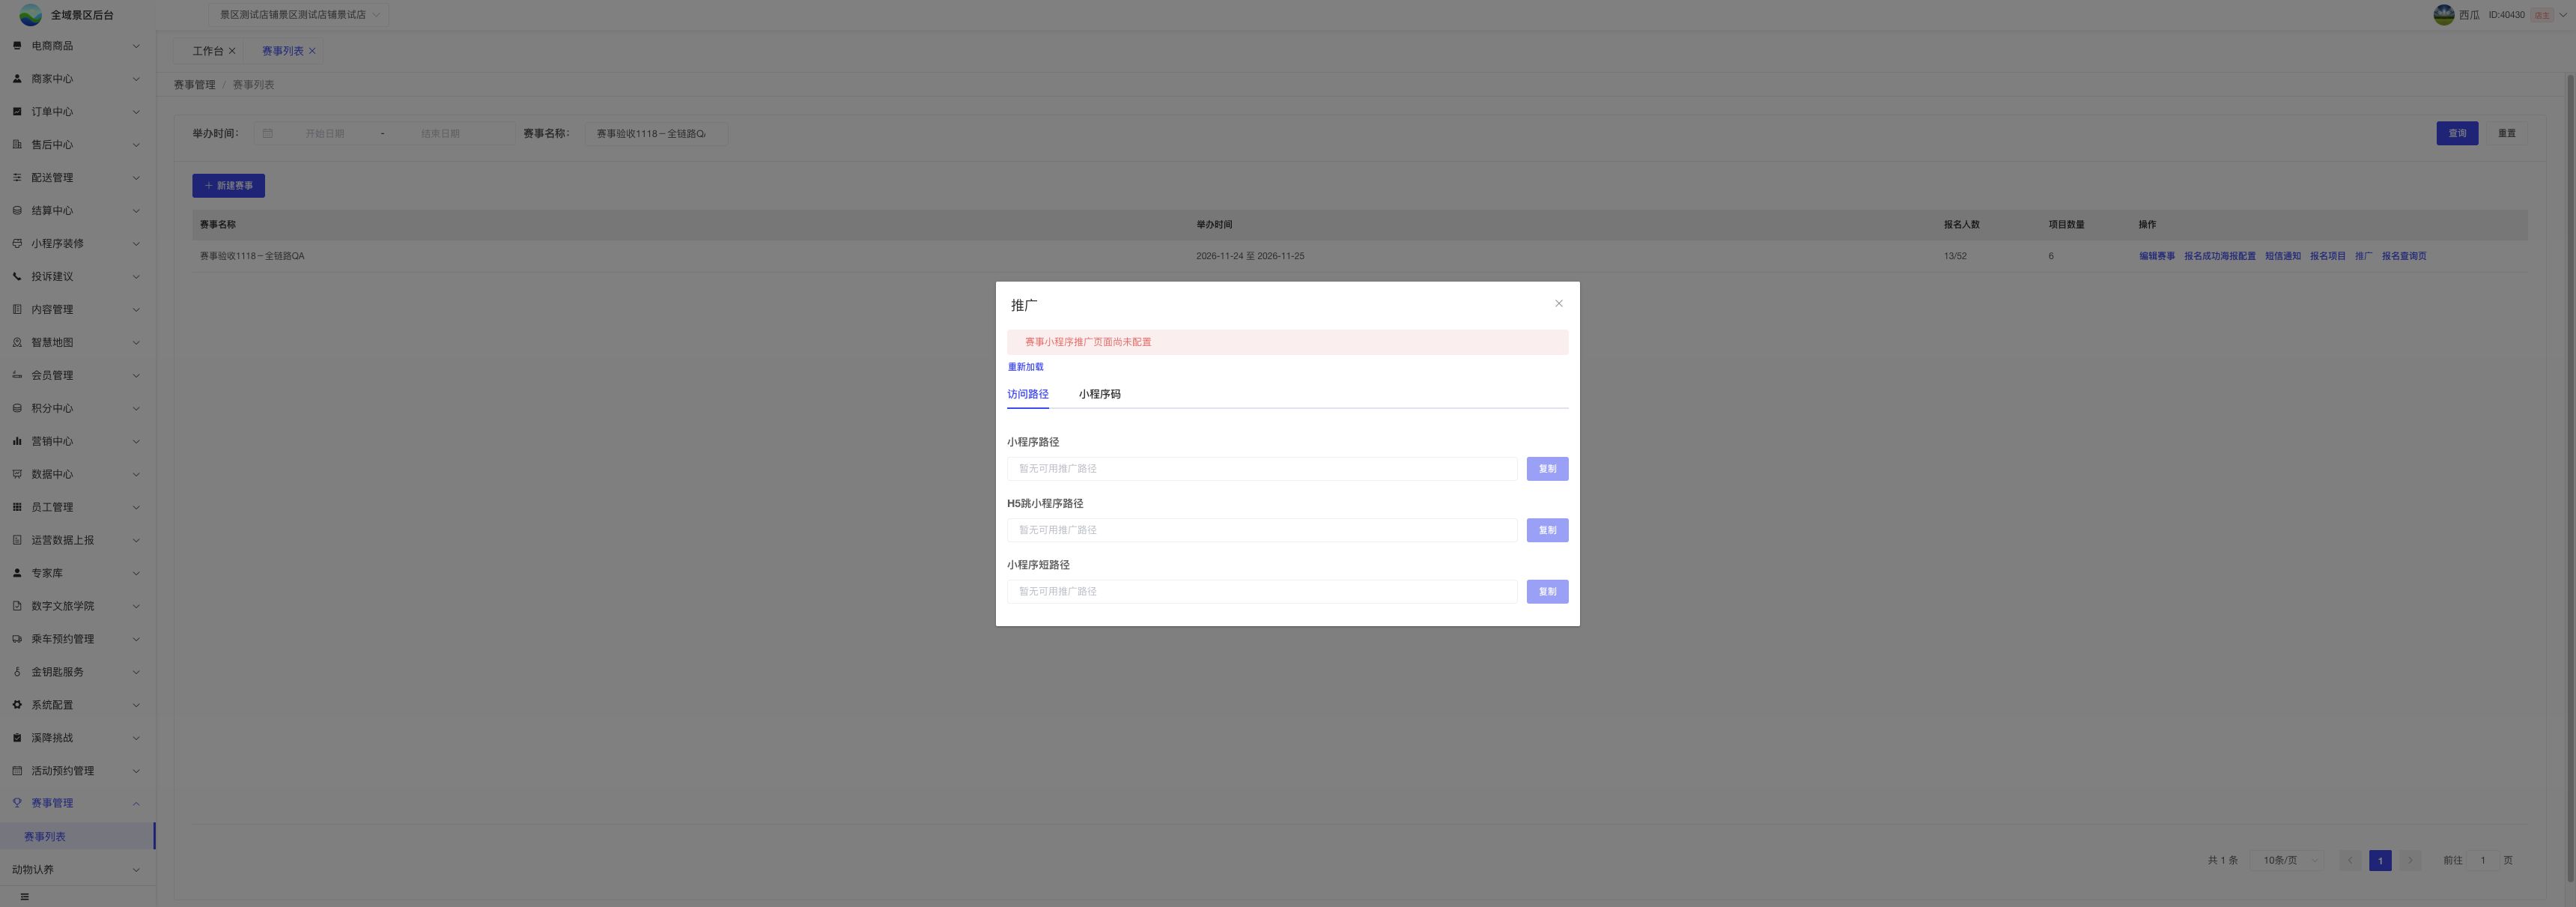 全域景区后台
景区测试店铺景区测试店铺景试店
西瓜 ID:40430 店主
电商商品
商家中心
订单中心
售后中心
配送管理
结算中心
小程序装修
投诉建议
内容管理
智慧地图
会员管理
积分中心
营销中心
数据中心
员工管理
运营数据上报
专家库
数字文旅学院
乘车预约管理
金钥匙服务
系统配置
溪降挑战
活动预约管理
赛事管理
赛事列表
动物认养
工作台 赛事列表
赛事管理 / 赛事列表
举办时间: 开始日期 - 结束日期 赛事名称: 赛事验收1118－全链路Q 查询 重置
新建赛事
赛事名称 举办时间 报名人数 项目数量 操作
赛事验收1118－全链路QA 2026-11-24 至 2026-11-25 13/52 6 编辑赛事 报名成功海报配置 短信通知 报名项目 推广 报名查询页
推广
赛事小程序推广页面尚未配置
重新加载
访问路径 小程序码
小程序路径
暂无可用推广路径 复制
H5跳小程序路径
暂无可用推广路径 复制
小程序短路径
暂无可用推广路径 复制
共 1 条 10条/页 1 前往 1 页